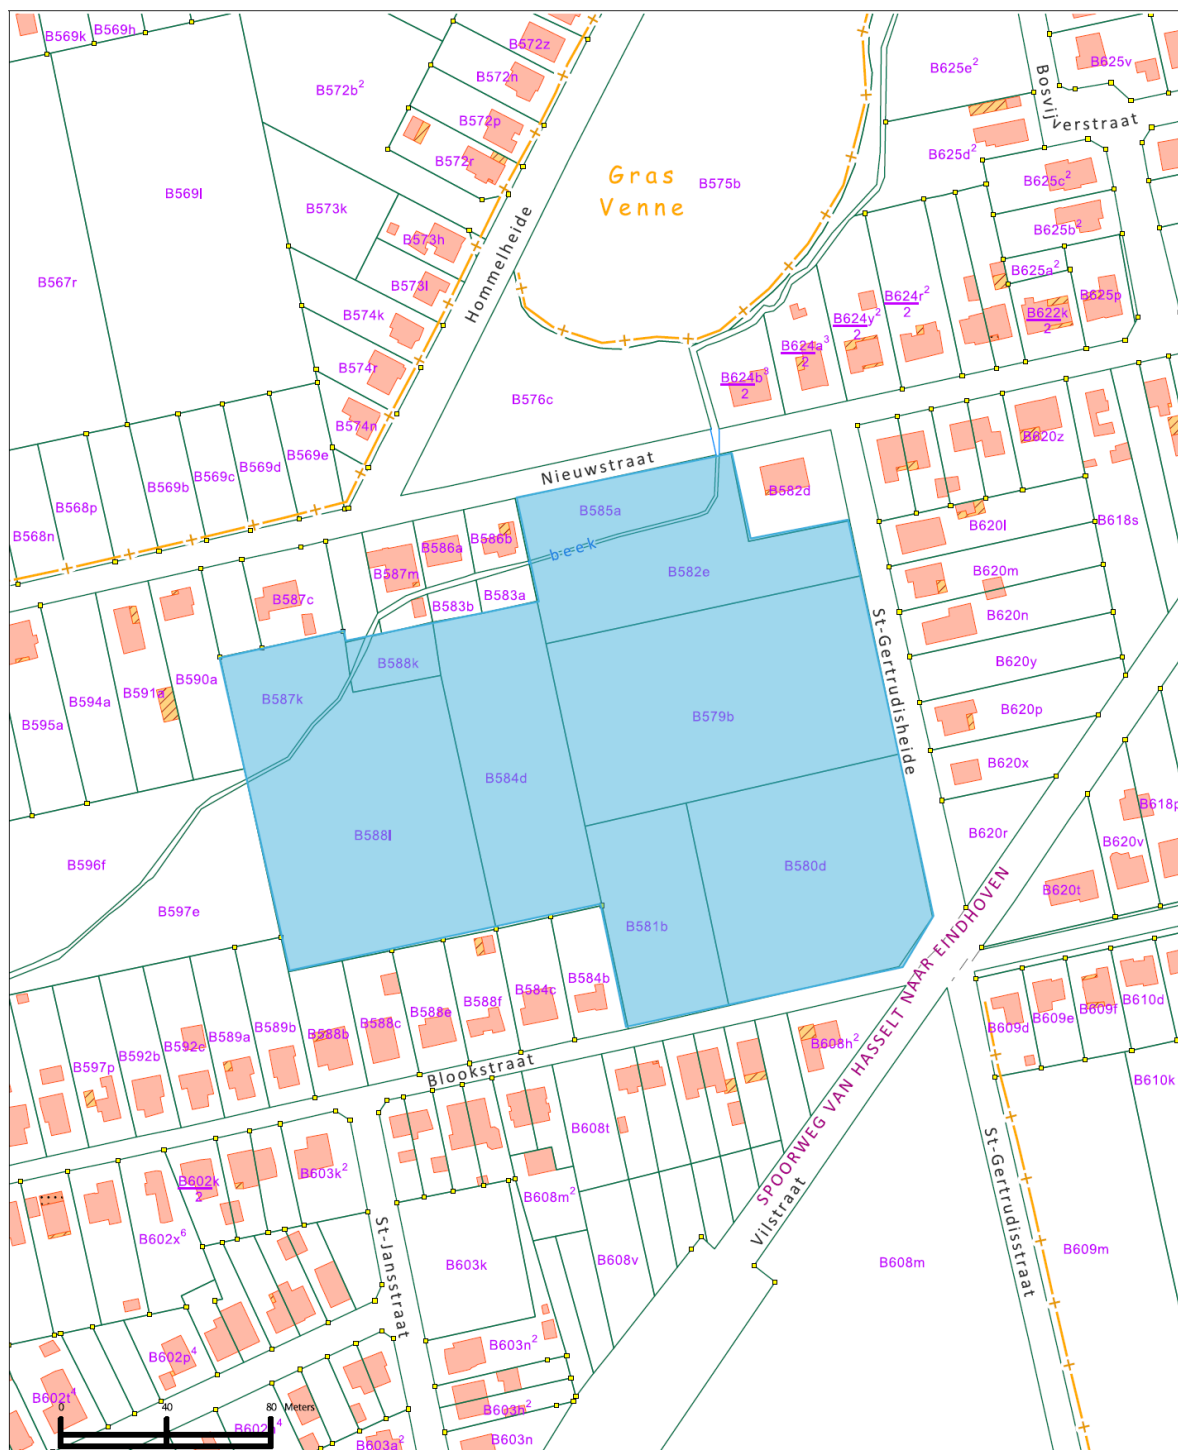 B569k
B569h
B572z
B572n
B572b²
B572p
B572r
B569l
B573k
B573h
B573l
B574k
B574r
B574n
B567r
Hommelheide
Gras
Venne
B575b
B576c
B625e²
B625v
Bosvijverstraat
B625d²
B625c²
B625b²
B625a²
B625p
B622k
2
B624r²
2
B624y²
2
B624a³
2
B624b³
2
B569e
B569d
B569c
B569b
B568p
B568n
Nieuwstraat
B585a
B582d
B620z
B620l
B618s
B586b
B586a
B587m
beek
B582e
B620m
B587c
B583a
B583b
B620n
B588k
B620y
B590a
B591a
B594a
B595a
B587k
B579b
St-Gertrudisheide
B620p
B584d
B620x
B588l
B620r
B618p
B620v
B596f
B580d
B620t
B597e
B581b
SPOORWEG VAN HASSELT NAAR EINDHOVEN
B584b
B584c
B588f
B588e
B588c
B588b
B589b
B589a
B592c
B592b
B597p
Blookstraat
B608h²
B609d
B609e
B609f
B610d
B610k
B608t
B603k²
B602k
2
B608m²
B602x⁶
St-Jansstraat
B603k
B608v
Vilstraat
B608m
St-Gertrudisstraat
B609m
B602p⁴
B603n²
B602t⁴
B603h²
B603n
B603a²
0
40
80
Meters